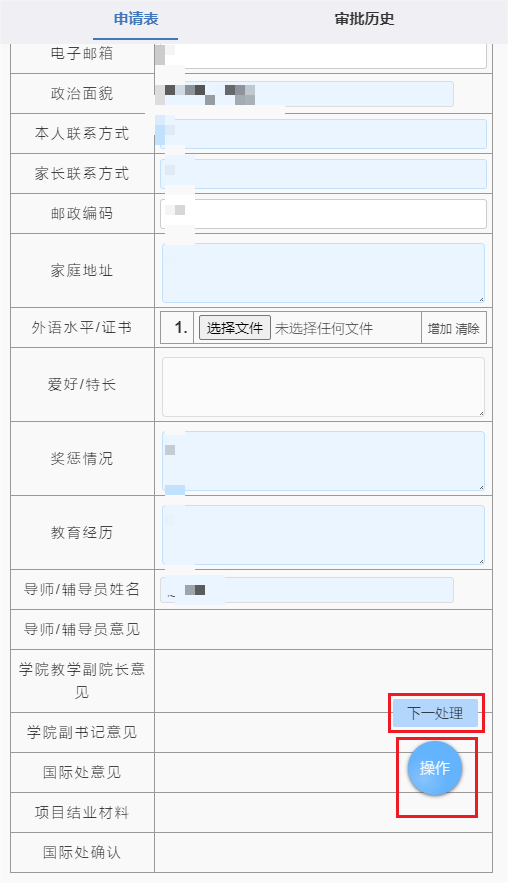 申请表 审批历史
电子邮箱
政治面貌
本人联系方式
家长联系方式
邮政编码
家庭地址
外语水平/证书 1. 选择文件 未选择任何文件 增加 清除
爱好/特长
奖惩情况
教育经历
导师/辅导员姓名
导师/辅导员意见
学院教学副院长意
见
下一处理
学院副书记意见
国际处意见 操作
项目结业材料
国际处确认